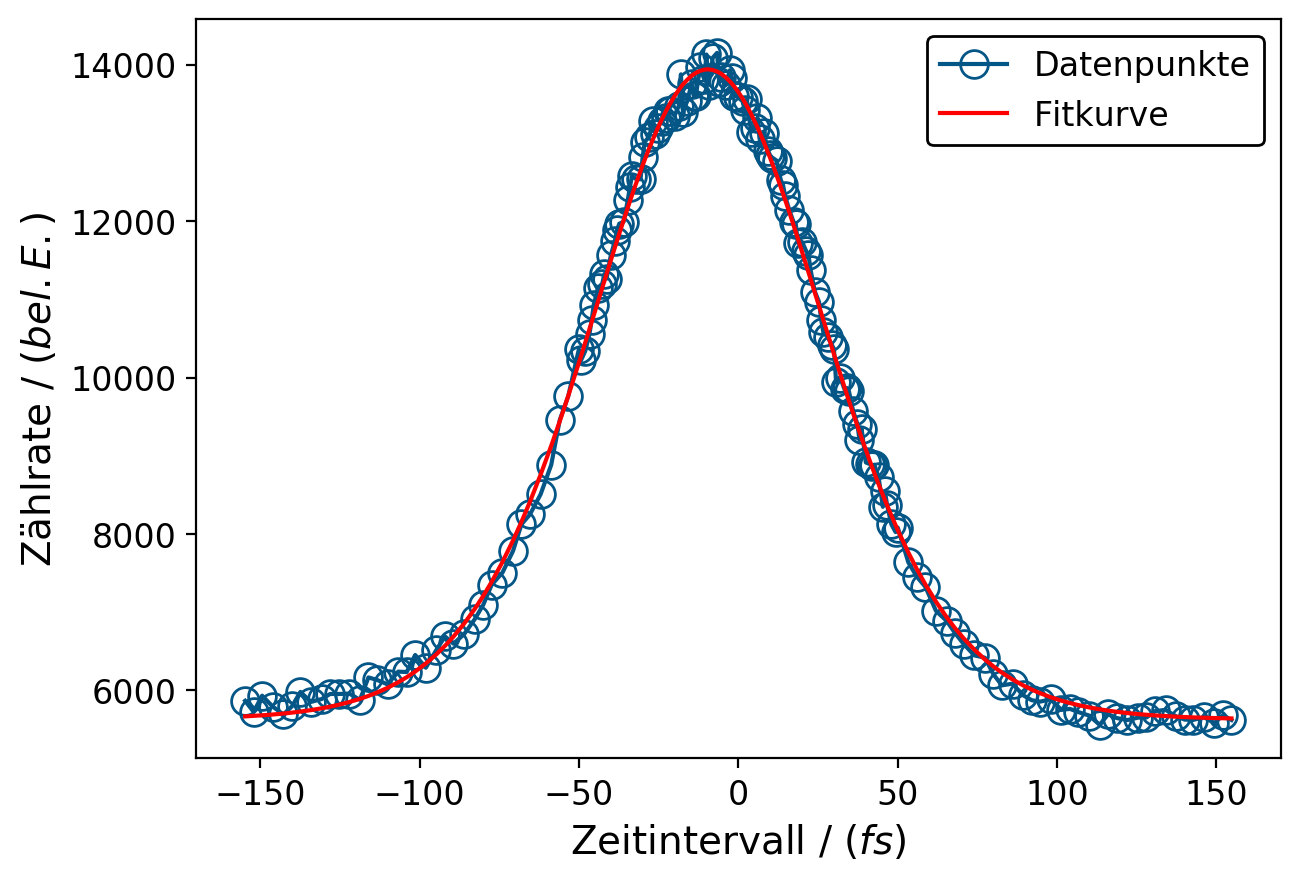 Datenpunkte
Fitkurve
14000
12000
10000
8000
6000
Zählrate / (bel. E. )
−150 −100 −50 0 50 100 150
Zeitintervall / (fs)